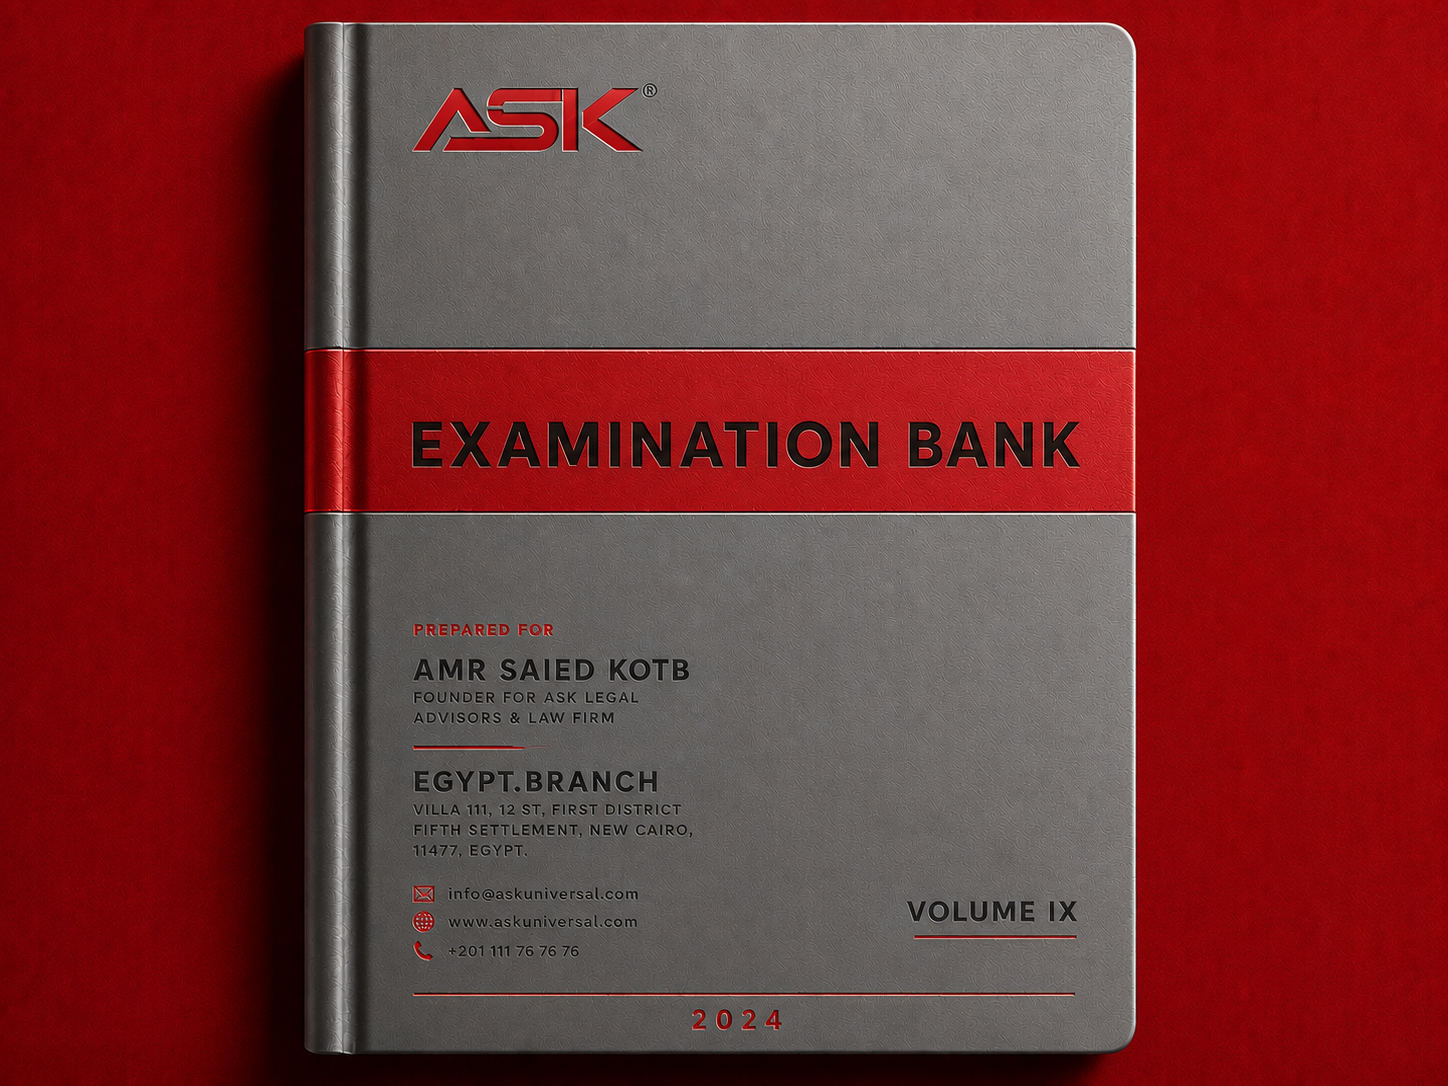 ASK®
EXAMINATION BANK
PREPARED FOR
AMR SAIED KOTB
FOUNDER FOR ASK LEGAL
ADVISORS & LAW FIRM
EGYPT.BRANCH
VILLA 111, 12 ST, FIRST DISTRICT
FIFTH SETTLEMENT, NEW CAIRO,
11477, EGYPT.
info@askuniversal.com
www.askuniversal.com
+201 111 76 76 76
VOLUME IX
2024